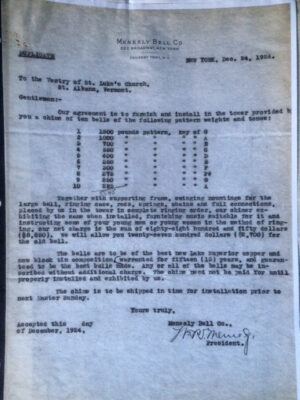 MENEELY BELL CO
220 BROADWAY, NEW YORK
DUPLICATE
NEW YORK, Dec. 24, 1924.
To the Vestry of St. Luke's Church,
St. Albans, Vermont.
Gentlemen:-
Our agreement is to furnish and install in the tower provided b
you a chime of ten bells of the following pattern weights and tones:
1 1500 pounds pattern, key of G
2 1000 " " " A
3 700 " " " B
4 600 " " " C
5 500 " " " D
6 " " " E
7 " " " F
8 275 " " " F#
9 " " " G
10 " " " A
Together with supporting frame, swinging mountings for the
large bell, ringing case, rods, springs, chains and full connections,
placed by us in the tower in complete ringing order, our chimer ex-
hibiting the same when installed, furnishing music suitable for it and
instructing some of your young men or young women in the method of ring-
ing, our net charge is the sum of eighty-eight hundred and fifty dollars
($8,850). We will allow you twenty-seven hundred dollars ($2,700) for
the old bell.
The bells are to be of the best new Lake Superior copper and
new block tin composition, warranted for fifteen (15) years, and guaran-
teed to be the best bells made. Any or all of the bells may be in-
scribed without additional charge. The chime need not be paid for until
properly installed and exhibited by us.
The chime is to be shipped in time for installation prior to
next Easter Sunday.
Yours truly,
Accepted this day
of December, 1924.
Meneely Bell Co.,
President.